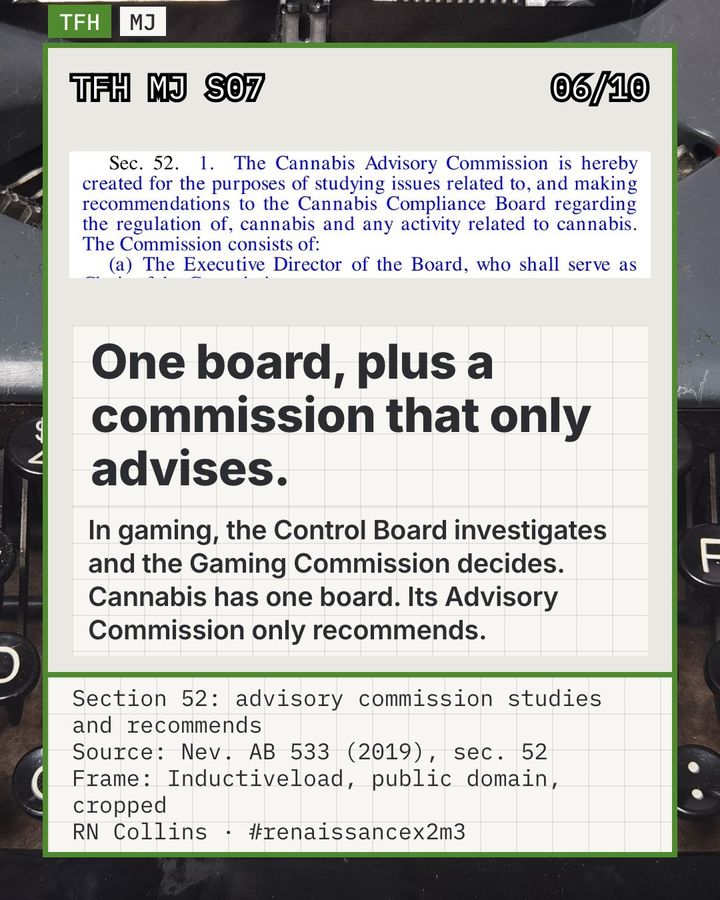 TFH MJ
TFH MJ S07 06/10
Sec. 52. 1. The Cannabis Advisory Commission is hereby
created for the purposes of studying issues related to, and making
recommendations to the Cannabis Compliance Board regarding
the regulation of, cannabis and any activity related to cannabis.
The Commission consists of:
(a) The Executive Director of the Board, who shall serve as
One board, plus a
commission that only
advises.
In gaming, the Control Board investigates
and the Gaming Commission decides.
Cannabis has one board. Its Advisory
Commission only recommends.
Section 52: advisory commission studies
and recommends
Source: Nev. AB 533 (2019), sec. 52
Frame: Inductiveload, public domain,
cropped
RN Collins · #renaissancex2m3